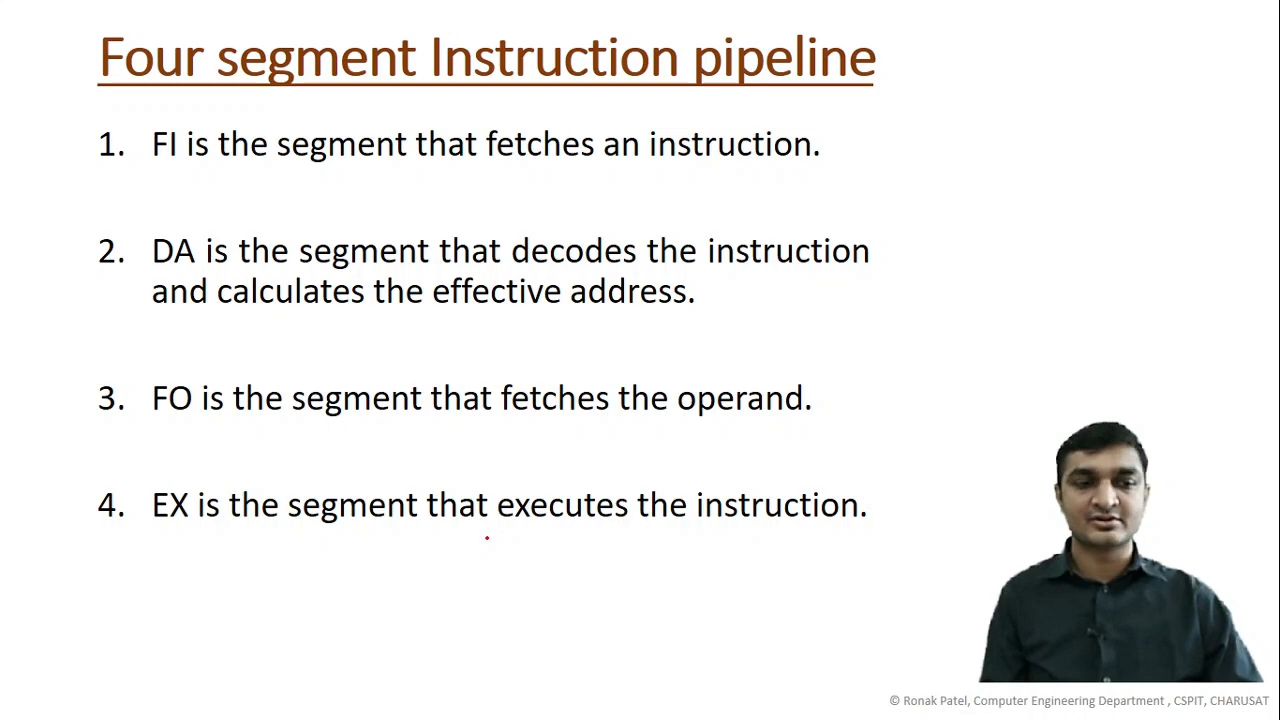 Four segment Instruction pipeline
1. FI is the segment that fetches an instruction.
2. DA is the segment that decodes the instruction
and calculates the effective address.
3. FO is the segment that fetches the operand.
4. EX is the segment that executes the instruction.
© Ronak Patel, Computer Engineering Department , CSPIT, CHARUSAT